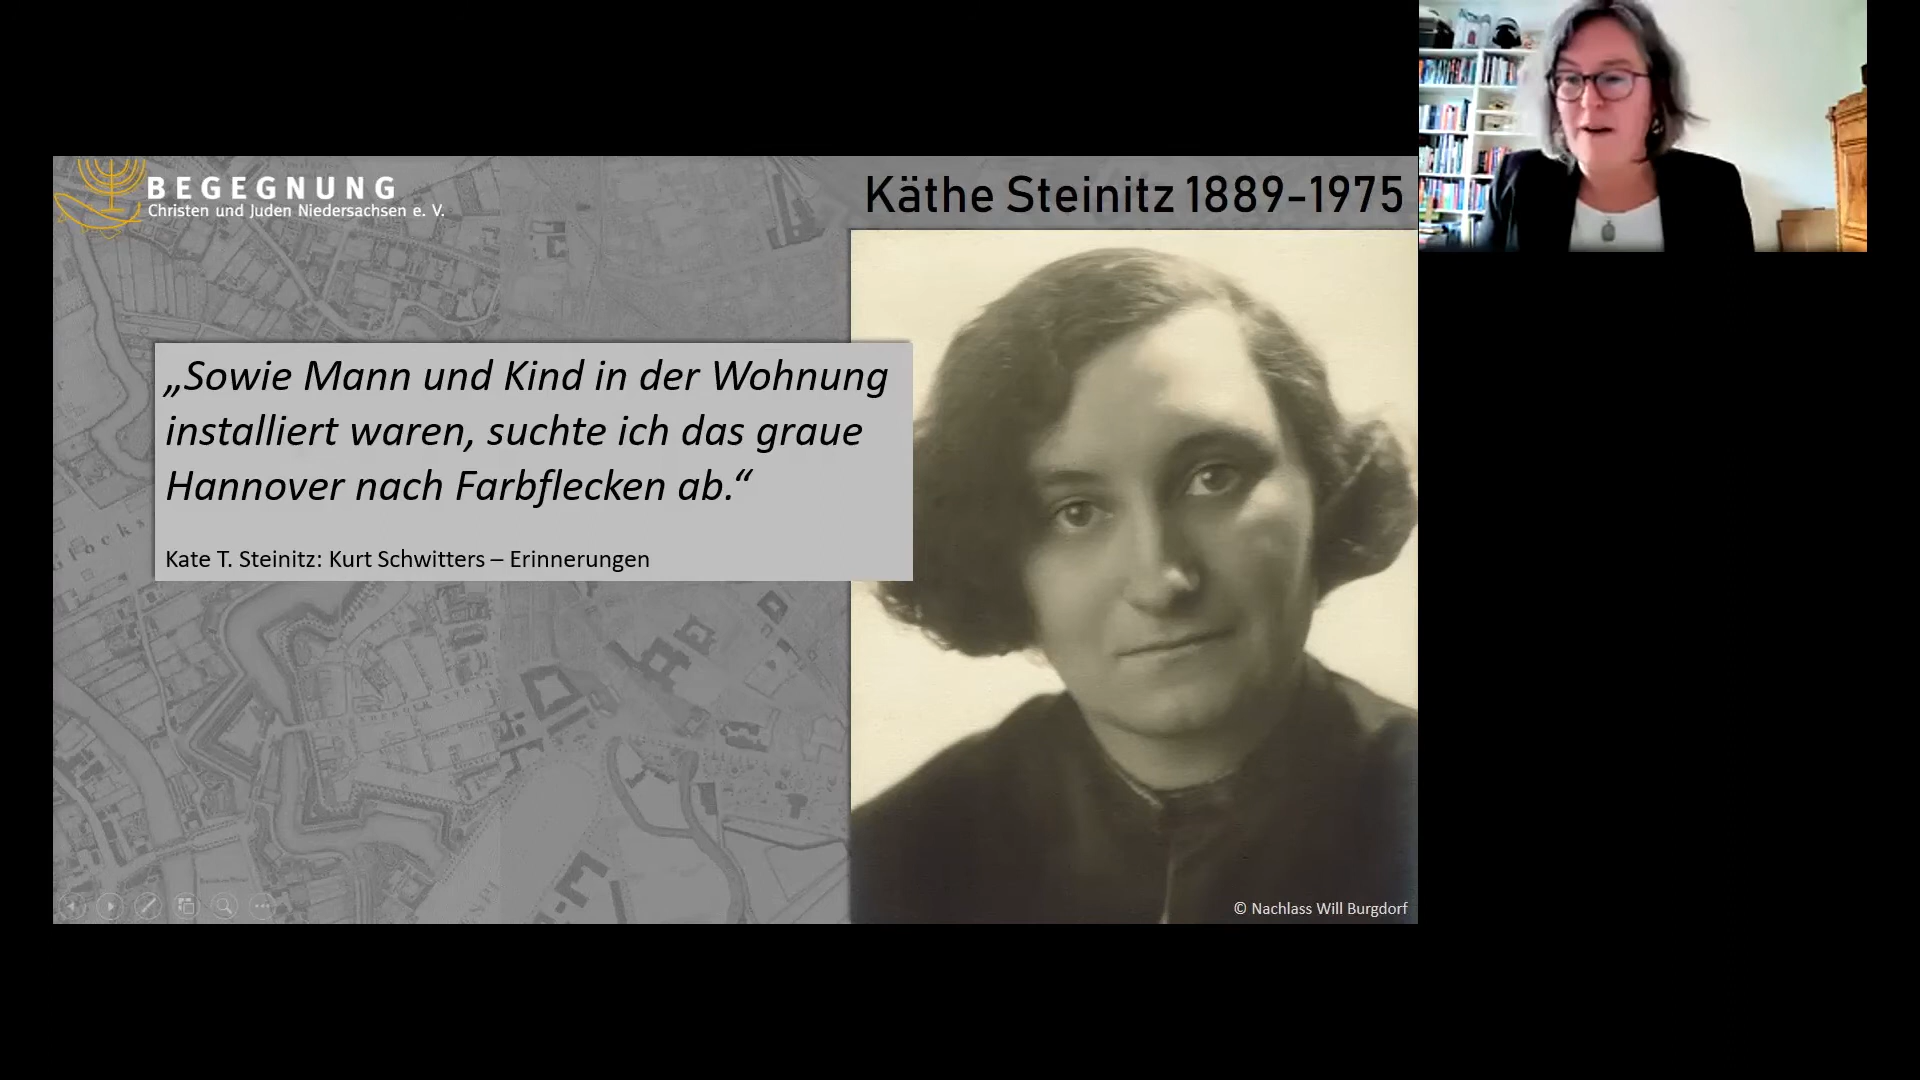 BEGEGNUNG
Christen und Juden Niedersachsen e. V.
Käthe Steinitz 1889-1975
„Sowie Mann und Kind in der Wohnung
installiert waren, suchte ich das graue
Hannover nach Farbflecken ab.“
Kate T. Steinitz: Kurt Schwitters – Erinnerungen
© Nachlass Will Burgdorf